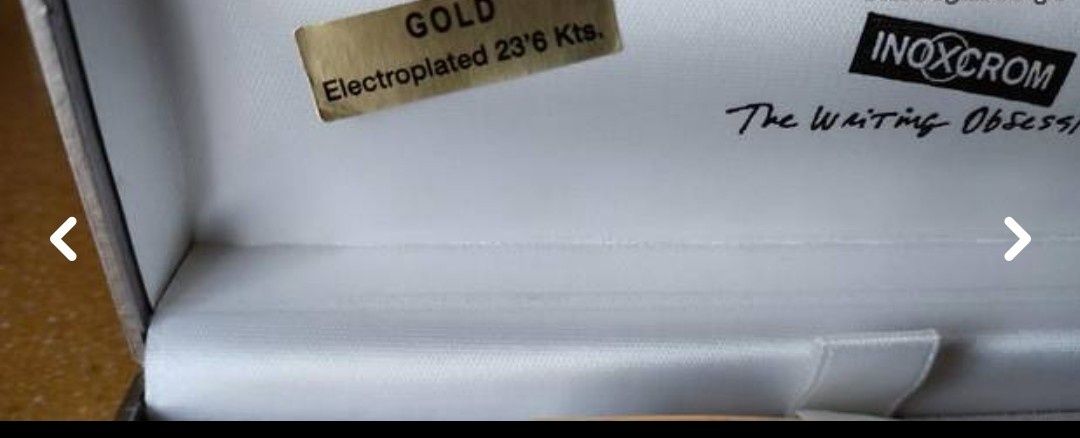 GOLD
Electroplated 23'6 Kts.
INOXCROM
The Writing